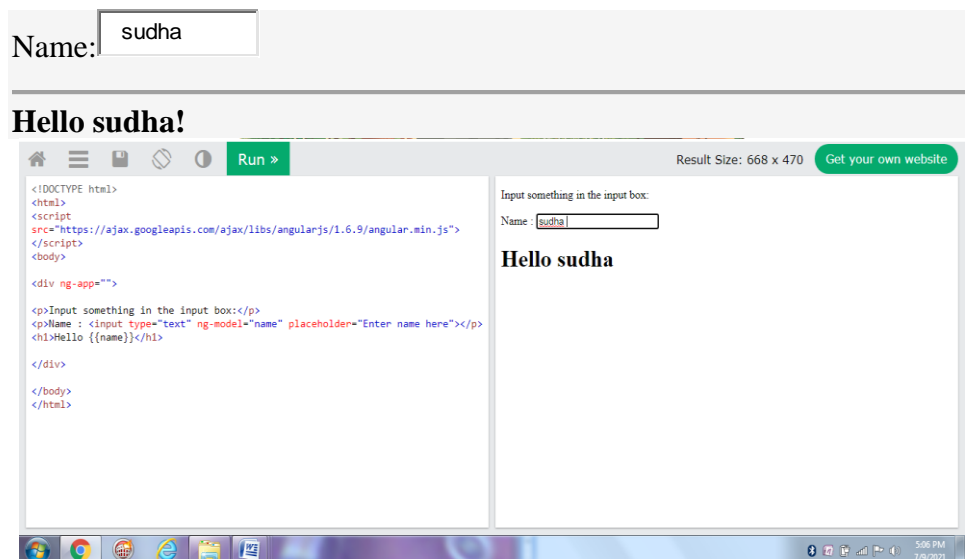 Name: sudha
Hello sudha!
Run »
Result Size: 668 x 470
Get your own website
<!DOCTYPE html>
<html>
<script
src="https://ajax.googleapis.com/ajax/libs/angularjs/1.6.9/angular.min.js">
</script>
<body>
<div ng-app="">
<p>Input something in the input box:</p>
<p>Name : <input type="text" ng-model="name" placeholder="Enter name here"></p>
<h1>Hello {{name}}</h1>
</div>
</body>
</html>
Input something in the input box:
Name : sudha
Hello sudha
5:06 PM
7/9/2021